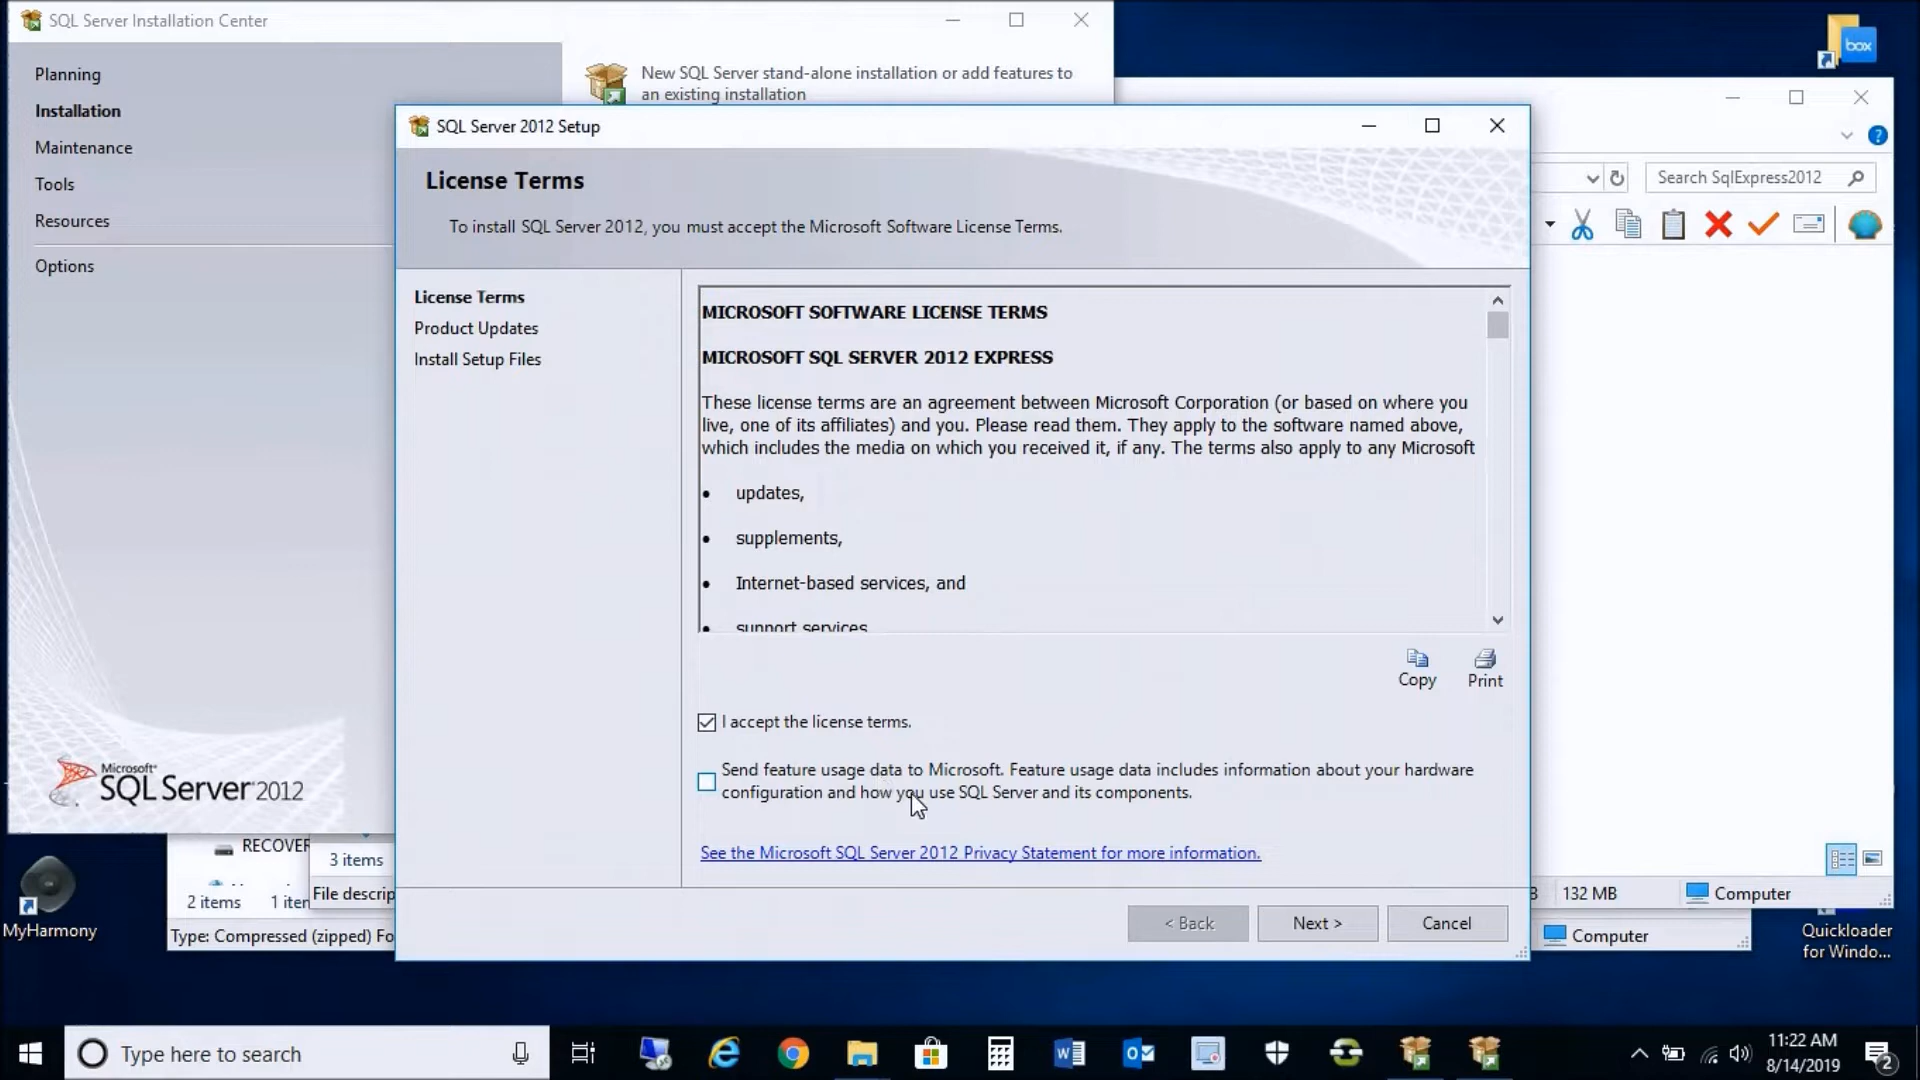 SQL Server Installation Center
Planning
Installation
Maintenance
Tools
Resources
Options
New SQL Server stand-alone installation or add features to
an existing installation
box
SQL Server 2012 Setup
License Terms
To install SQL Server 2012, you must accept the Microsoft Software License Terms.
License Terms
Product Updates
Install Setup Files
MICROSOFT SOFTWARE LICENSE TERMS
MICROSOFT SQL SERVER 2012 EXPRESS
These license terms are an agreement between Microsoft Corporation (or based on where you
live, one of its affiliates) and you. Please read them. They apply to the software named above,
which includes the media on which you received it, if any. The terms also apply to any Microsoft
• updates,
• supplements,
• Internet-based services, and
• support services
Copy
Print
I accept the license terms.
Send feature usage data to Microsoft. Feature usage data includes information about your hardware
configuration and how you use SQL Server and its components.
See the Microsoft SQL Server 2012 Privacy Statement for more information.
< Back
Next >
Cancel
Search SqlExpress2012
Microsoft
SQL Server 2012
RECOVER
3 items
2 items
File descrip
Type: Compressed (zipped) Fo
132 MB
Computer
Computer
MyHarmony
Quickloader
for Windo...
Type here to search
11:22 AM
8/14/2019
2